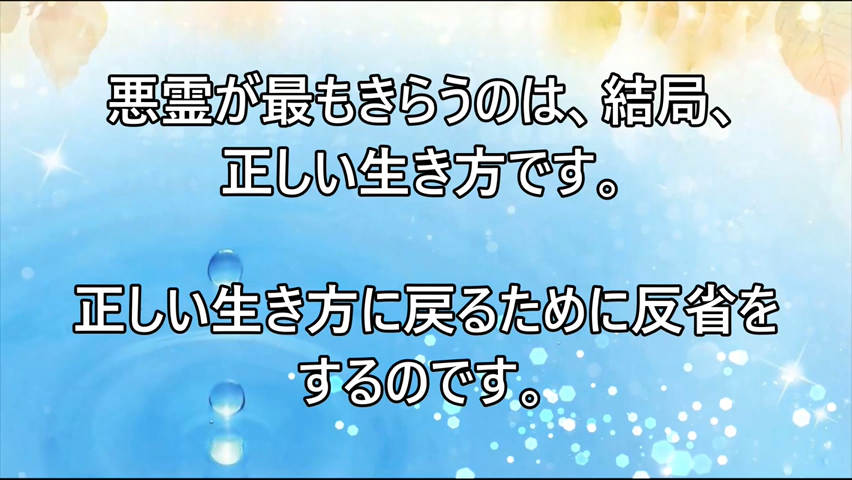 悪霊が最もきらうのは、結局、
正しい生き方です。
正しい生き方に戻るために反省を
するのです。